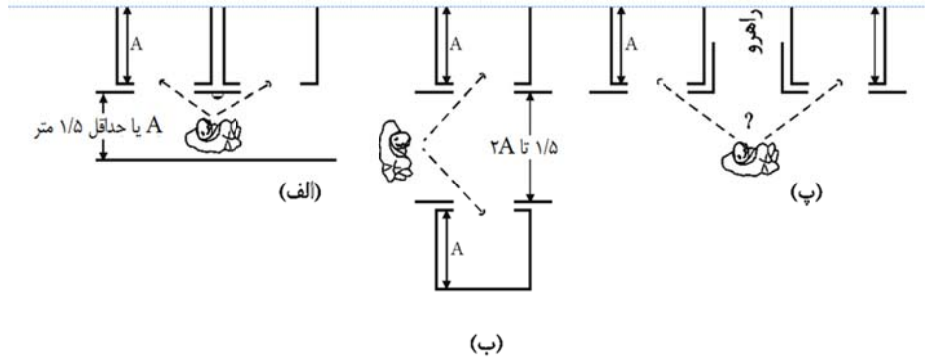 A
A
A
راهرو
A یا حداقل ۱/۵ متر
۱/۵ تا ۲A
?
(الف)
(پ)
A
(ب)